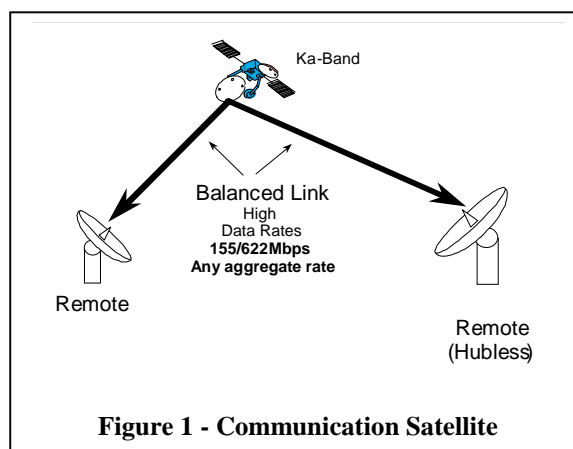 Ka-Band
Balanced Link
High
Data Rates
155/622Mbps
Any aggregate rate
Remote
Remote
(Hubless)
Figure 1 - Communication Satellite